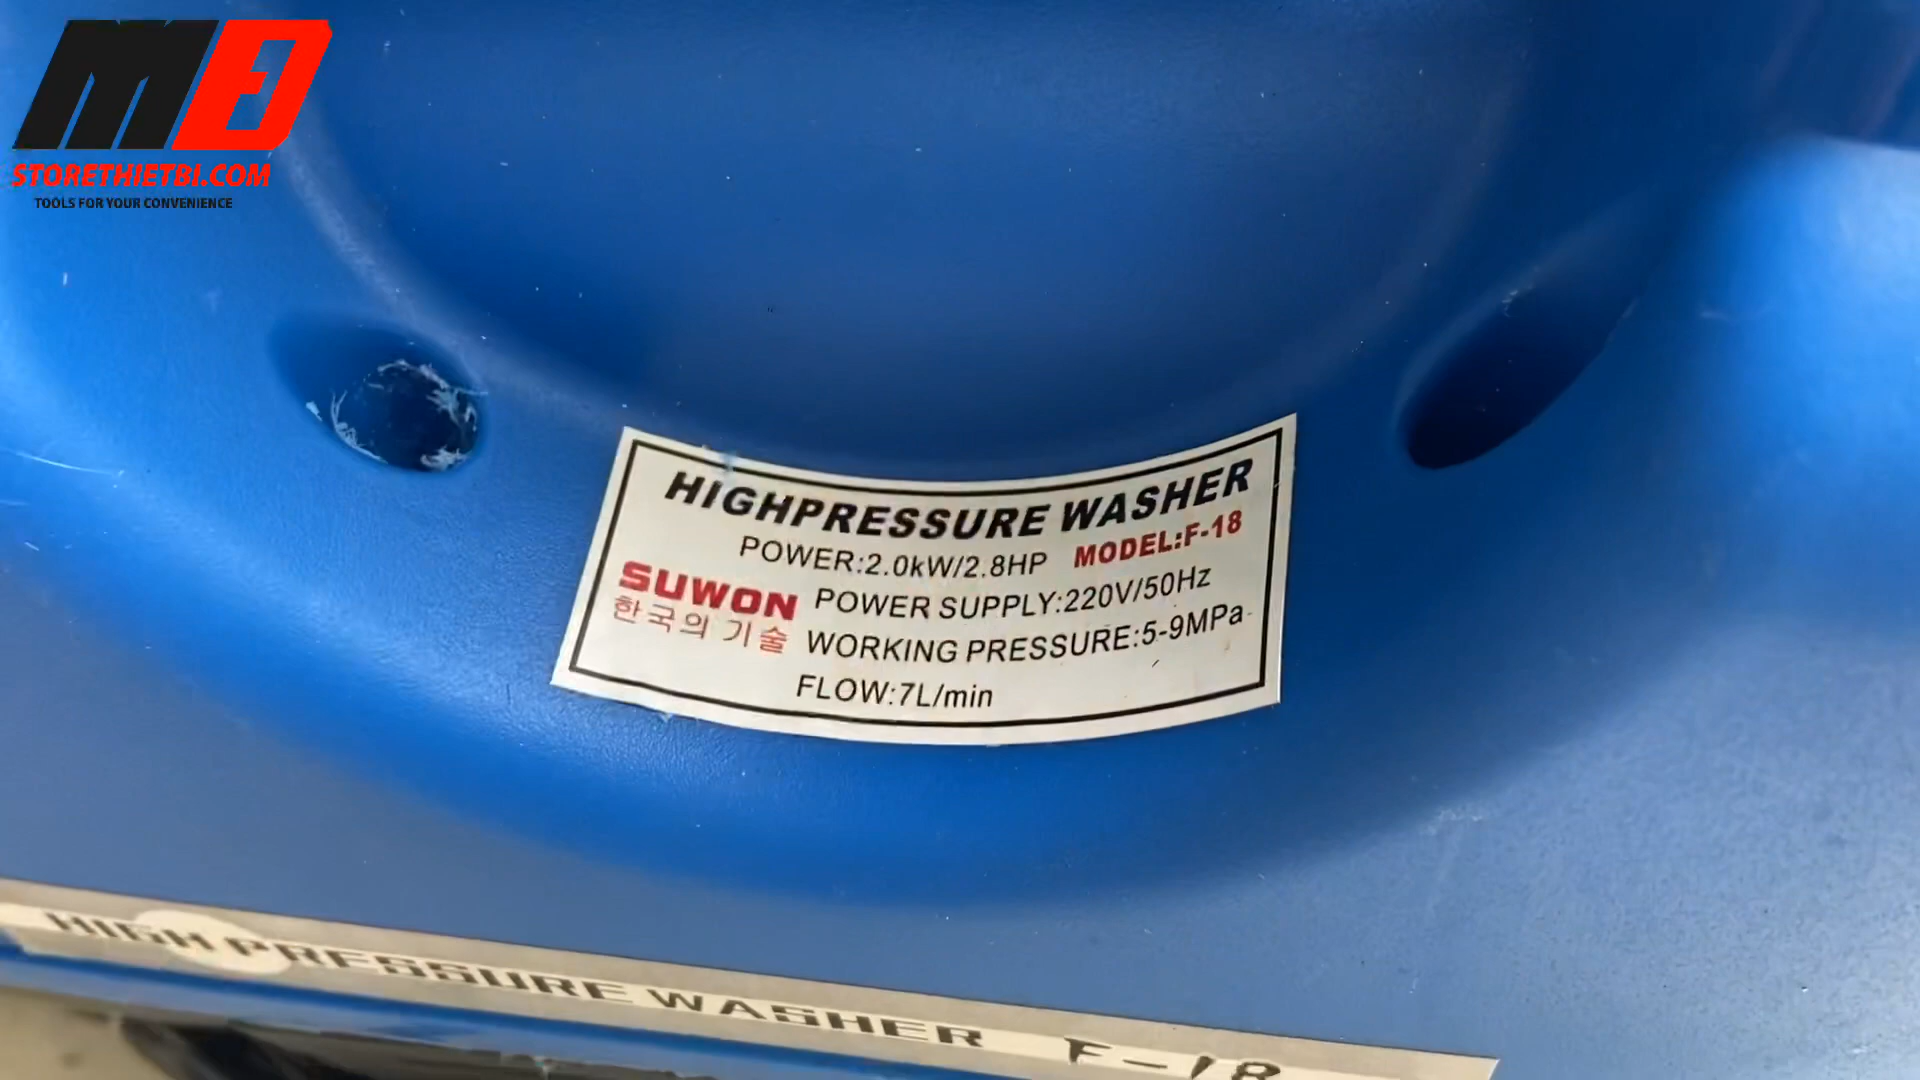 MD
STORETHIETBI.COM
TOOLS FOR YOUR CONVENIENCE
HIGHPRESSURE WASHER
POWER:2.0kW/2.8HP MODEL:F-18
SUWON POWER SUPPLY:220V/50Hz
한국의 기술 WORKING PRESSURE:5-9MPa
FLOW:7L/min
HIGH PRESSURE WASHER F-18